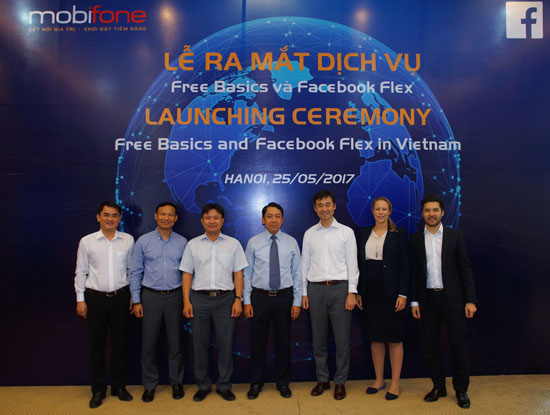 mobifone
KẾT NỐI GIÁ TRỊ - KHƠI DẬY TIỀM NĂNG
f
LỄ RA MẮT DỊCH VỤ
Free Basics và Facebook Flex
LAUNCHING CEREMONY
Free Basics and Facebook Flex in Vietnam
HANOI, 25/05/2017